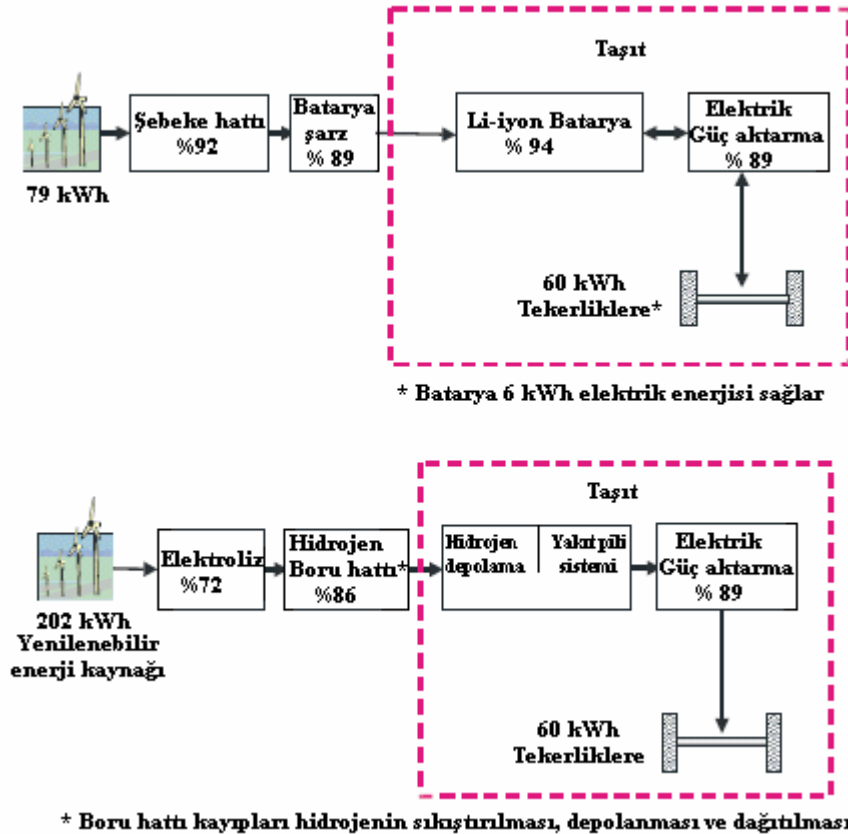 Taşıt
Şebeke hattı
%92
Batarya
şarz
% 89
Li-iyon Batarya
% 94
Elektrik
Güç aktarma
% 89
79 kWh
60 kWh
Tekerliklere*
* Batarya 6 kWh elektrik enerjisi sağlar
Taşıt
Elektroliz
%72
Hidrojen
Boru hattı*
%86
Hidrojen
depolama
Yakıt pili
sistemi
Elektrik
Güç aktarma
% 89
202 kWh
Yenilenebilir
enerji kaynağı
60 kWh
Tekerliklere
* Boru hattı kayıpları hidrojenin sıkıştırılması, depolanması ve dağıtılması